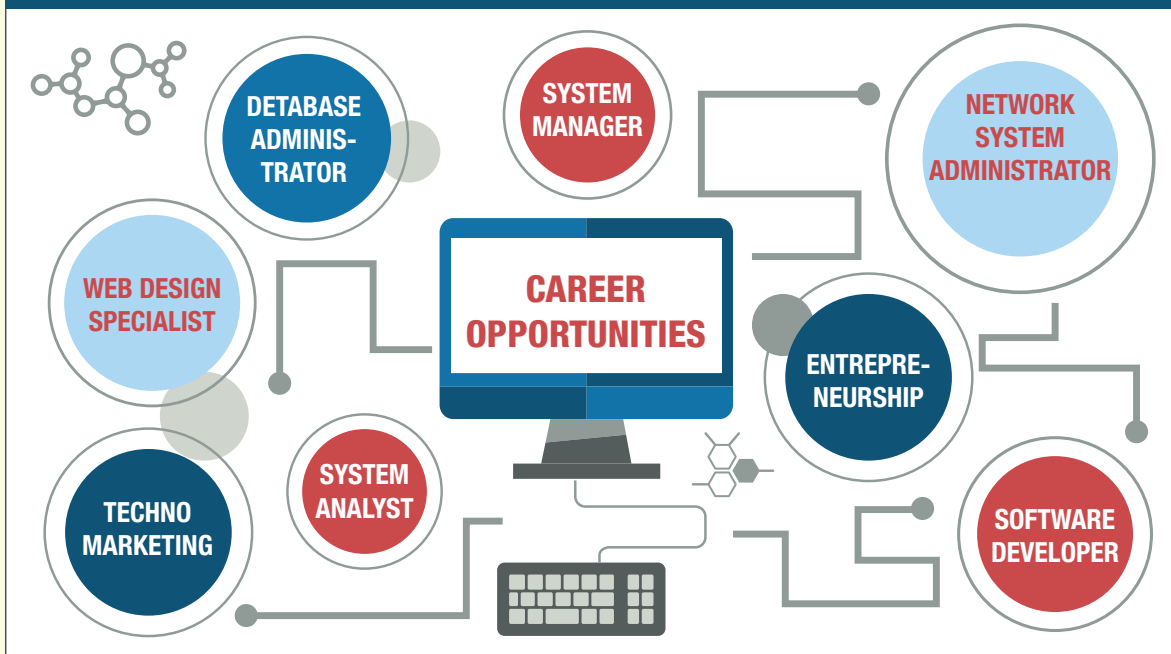 DETABASE
ADMINIS-
TRATOR
SYSTEM
MANAGER
NETWORK
SYSTEM
ADMINISTRATOR
WEB DESIGN
SPECIALIST
CAREER
OPPORTUNITIES
ENTREPRE-
NEURSHIP
TECHNO
MARKETING
SYSTEM
ANALYST
SOFTWARE
DEVELOPER